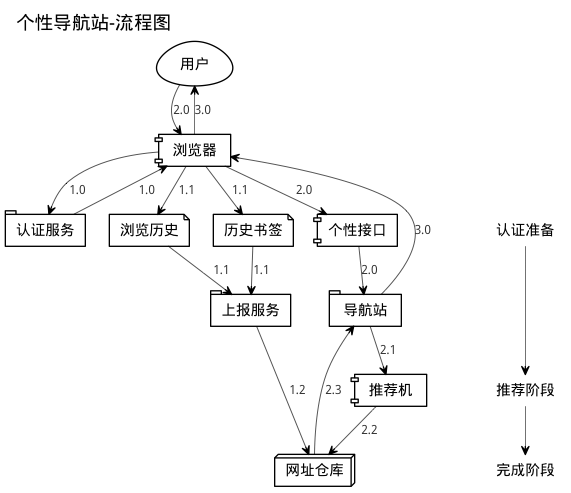 个性导航站-流程图
用户
2.0 3.0
浏览器
1.0 1.0 1.1 1.1 2.0
认证服务 浏览历史 历史书签 个性接口 3.0 认证准备
1.1 1.1 2.0
上报服务 导航站
2.1
推荐机 推荐阶段
1.2 2.3
2.2
网址仓库 完成阶段